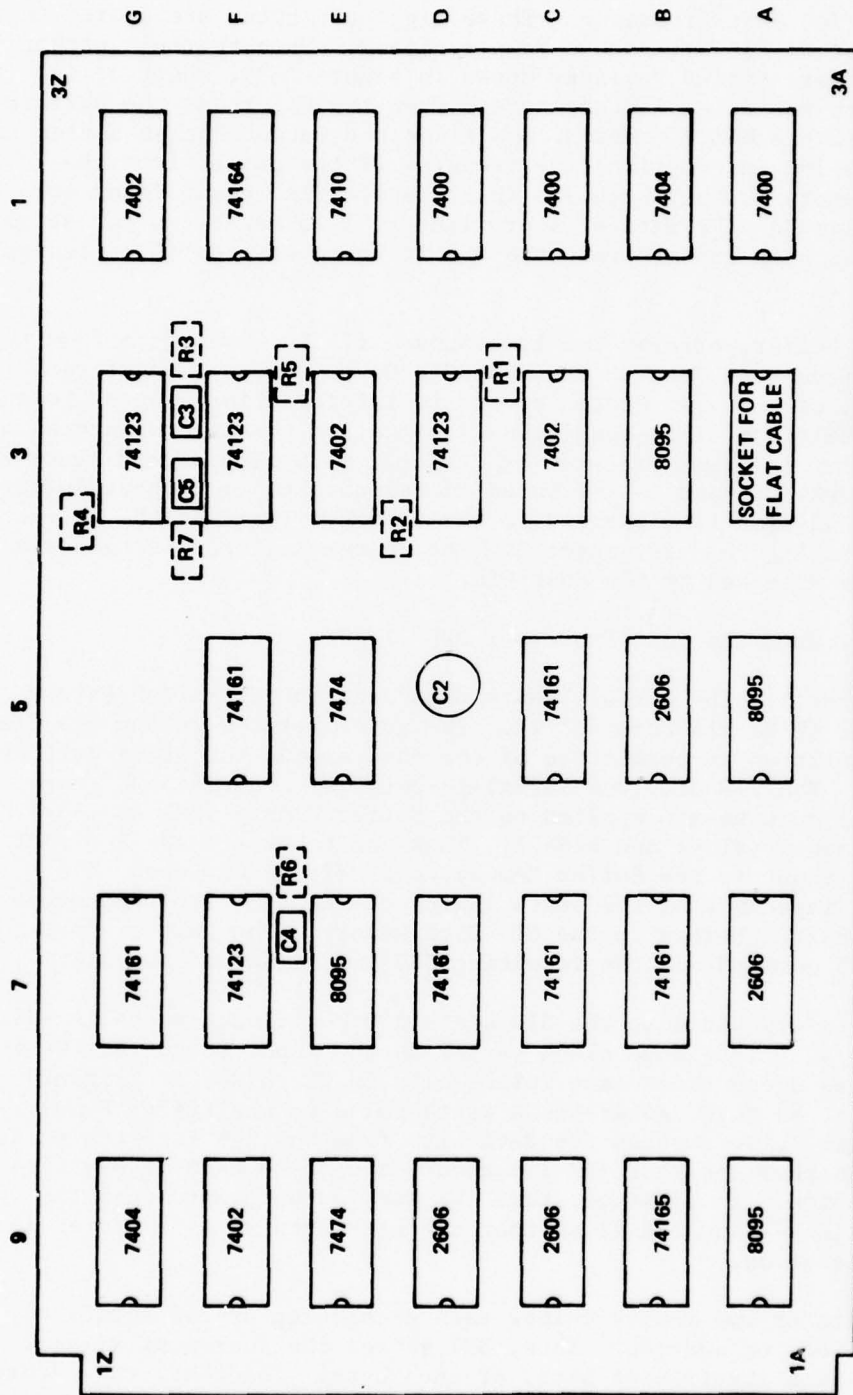 9 7 5 3 1
1Z R4 3Z
7404 74161 74123 7402 G
R7 C5 C3 R3
7402 74123 74161 74123 74164 F
C4 R6 R5
7474 8095 7474 7402 7410 E
R2
2606 74161 C2 74123 7400 D
R1
2606 74161 74161 7402 7400 C
74165 74161 2606 8095 7404 B
8095 2606 8095 SOCKET FOR 7400 A
FLAT CABLE
1A 3A